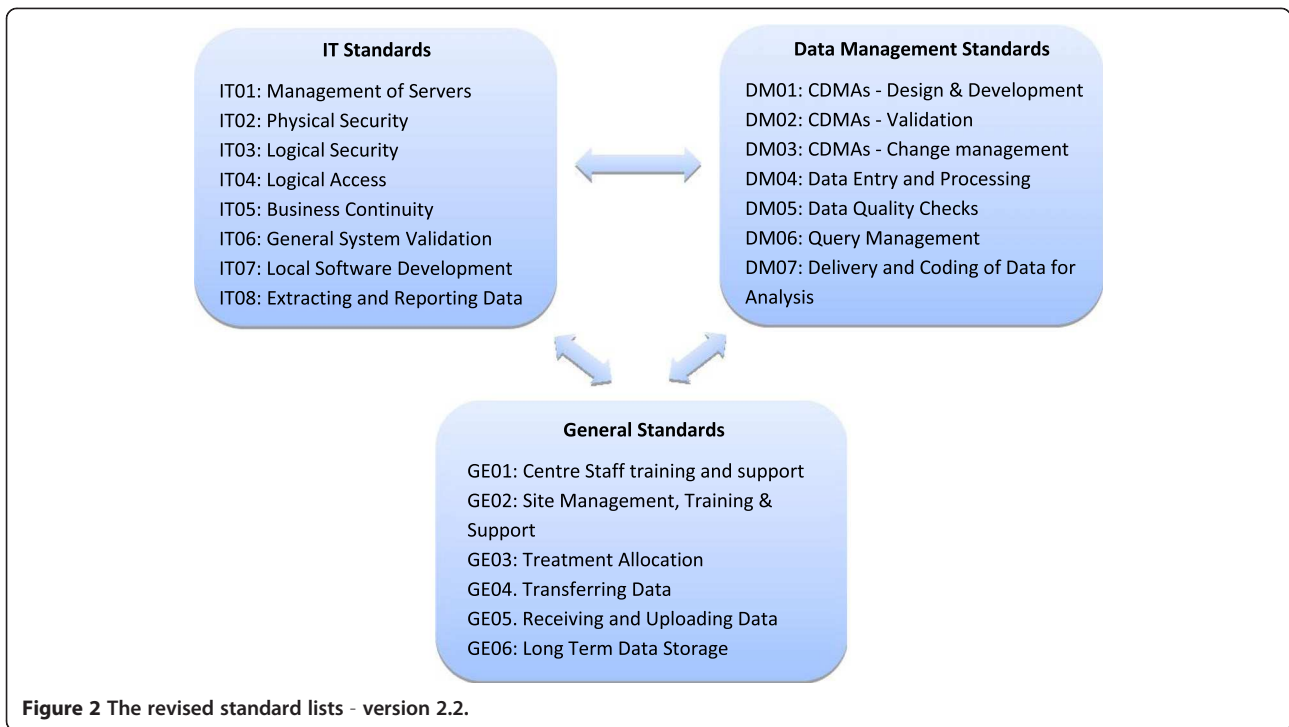 IT Standards
IT01: Management of Servers
IT02: Physical Security
IT03: Logical Security
IT04: Logical Access
IT05: Business Continuity
IT06: General System Validation
IT07: Local Software Development
IT08: Extracting and Reporting Data
Data Management Standards
DM01: CDMAs - Design & Development
DM02: CDMAs - Validation
DM03: CDMAs - Change management
DM04: Data Entry and Processing
DM05: Data Quality Checks
DM06: Query Management
DM07: Delivery and Coding of Data for
Analysis
General Standards
GE01: Centre Staff training and support
GE02: Site Management, Training &
Support
GE03: Treatment Allocation
GE04. Transferring Data
GE05. Receiving and Uploading Data
GE06: Long Term Data Storage
Figure 2 The revised standard lists - version 2.2.